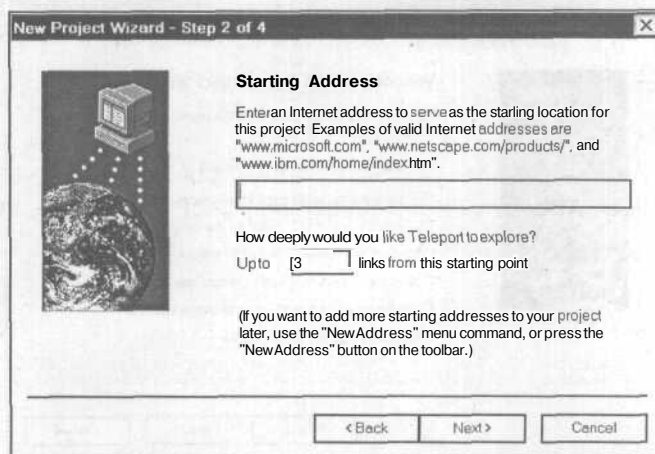 New Project Wizard - Step 2 of 4
Starting Address
Enter an Internet address to serve as the starling location for
this project Examples of valid Internet addresses are
"www.microsoft.com", "www.netscape.com/products/", and
"www.ibm.com/home/index.htm".
How deeply would you like Teleport to explore?
Up to [3 links from this starting point
(If you want to add more starting addresses to your project
later, use the "New Address" menu command, or press the
"New Address" button on the toolbar.)
< Back Next > Cancel